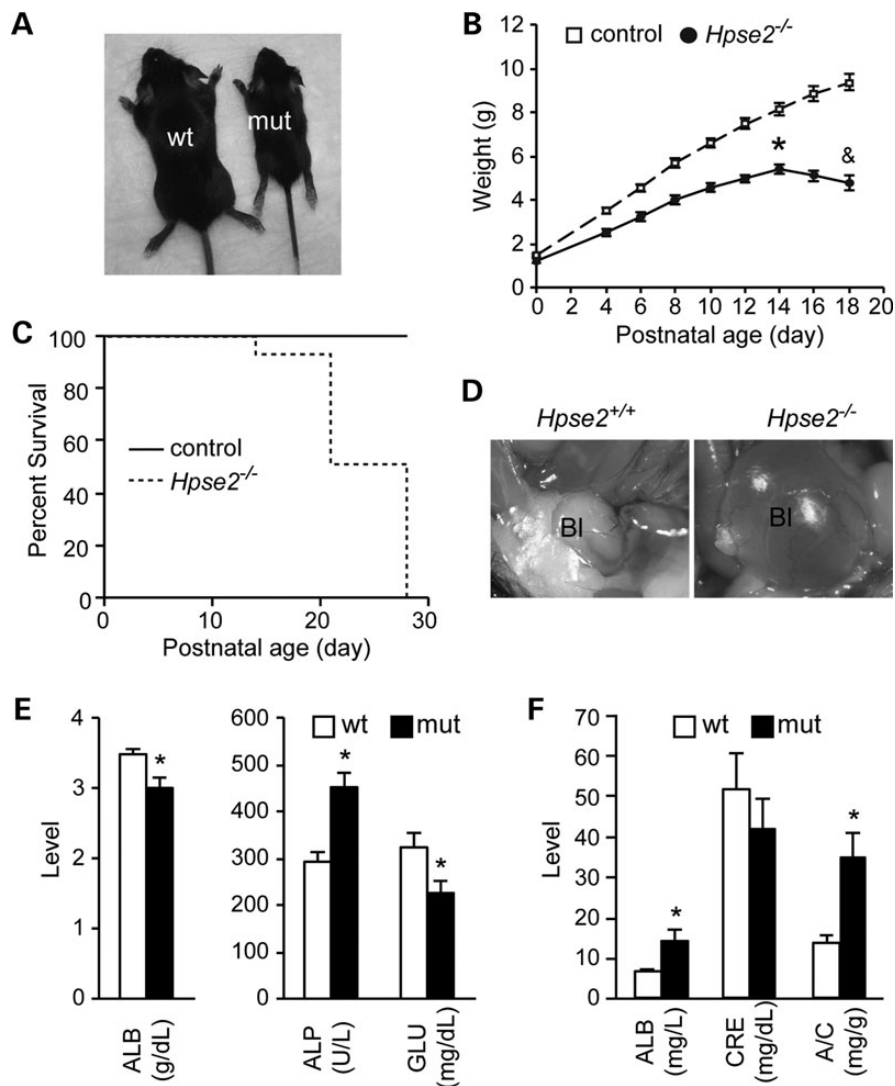 A
wt
mut
B
control
Hpse2-/-
Weight (g)
12
10
8
6
4
2
0
*
&
0 2 4 6 8 10 12 14 16 18 20
Postnatal age (day)
C
Percent Survival
100
80
60
40
20
0
control
Hpse2-/-
0 10 20 30
Postnatal age (day)
D
Hpse2+/+
Hpse2-/-
Bl
Bl
E
Level
4
3
2
1
0
*
ALB
(g/dL)
600
500
400
300
200
100
0
wt
mut
*
*
ALP
(U/L)
GLU
(mg/dL)
F
Level
70
60
50
40
30
20
10
0
wt
mut
*
*
ALB
(mg/L)
CRE
(mg/dL)
A/C
(mg/g)